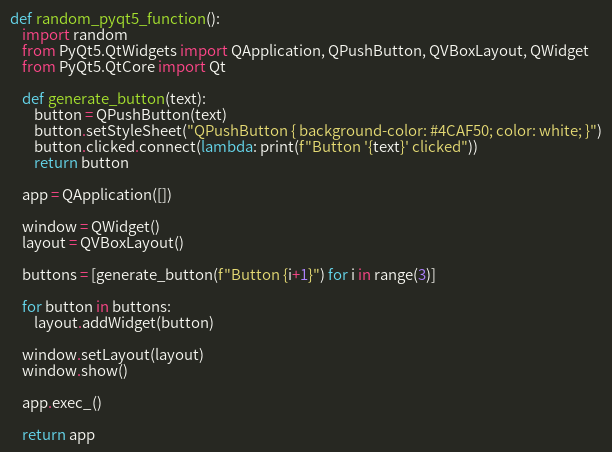 def random_pyqt5_function():
    import random
    from PyQt5.QtWidgets import QApplication, QPushButton, QVBoxLayout, QWidget
    from PyQt5.QtCore import Qt

    def generate_button(text):
        button = QPushButton(text)
        button.setStyleSheet("QPushButton { background-color: #4CAF50; color: white; }")
        button.clicked.connect(lambda: print(f"Button '{text}' clicked"))
        return button

    app = QApplication([])

    window = QWidget()
    layout = QVBoxLayout()

    buttons = [generate_button(f"Button {i+1}") for i in range(3)]

    for button in buttons:
        layout.addWidget(button)

    window.setLayout(layout)
    window.show()

    app.exec_()

    return app